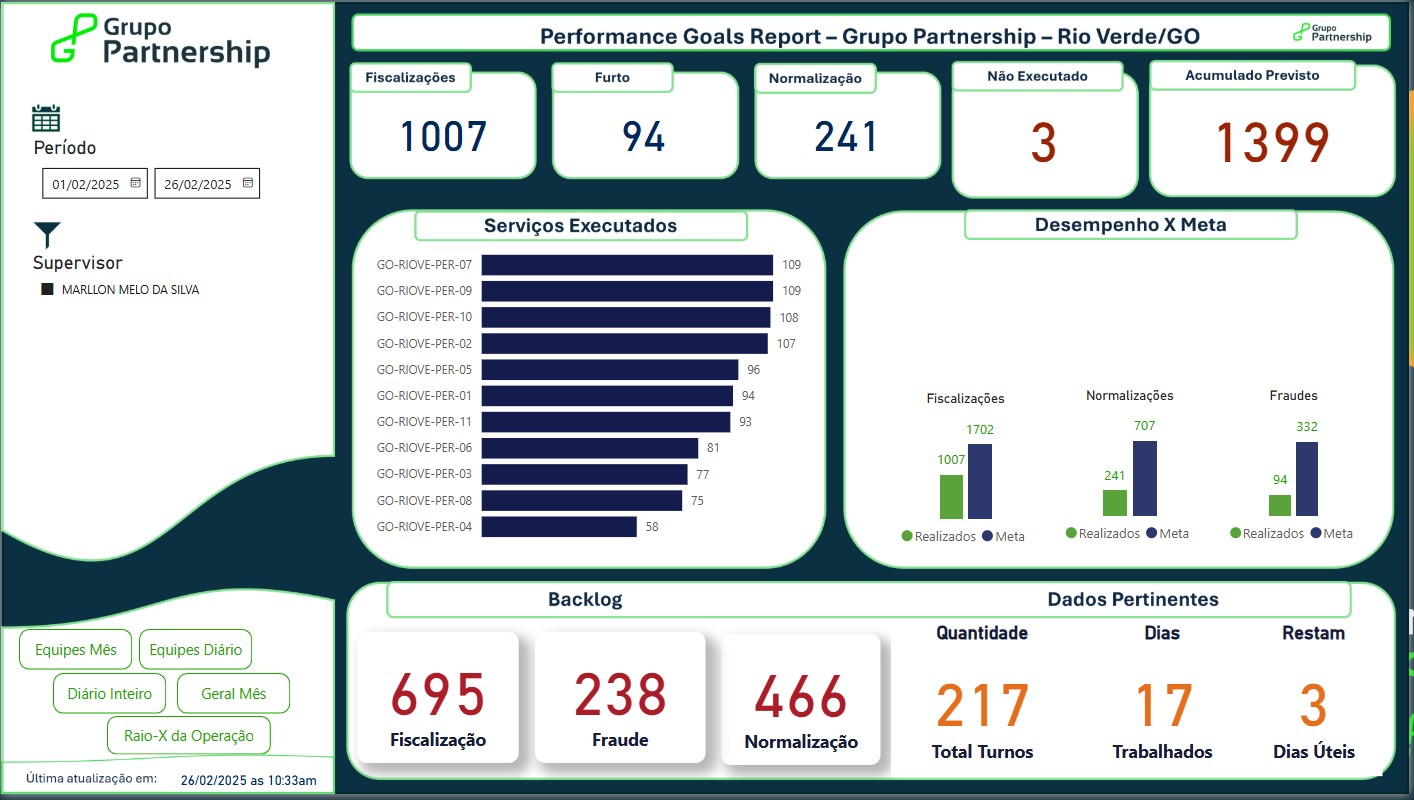 Grupo
Partnership
Período
01/02/2025 26/02/2025
Supervisor
MARLLON MELO DA SILVA
Equipes Mês Equipes Diário
Diário Inteiro Geral Mês
Raio-X da Operação
Última atualização em: 26/02/2025 as 10:33am
Performance Goals Report – Grupo Partnership – Rio Verde/GO
Grupo
Partnership
Fiscalizações
1007
Furto
94
Normalização
241
Não Executado
3
Acumulado Previsto
1399
Serviços Executados
GO-RIOVE-PER-07 109
GO-RIOVE-PER-09 109
GO-RIOVE-PER-10 108
GO-RIOVE-PER-02 107
GO-RIOVE-PER-05 96
GO-RIOVE-PER-01 94
GO-RIOVE-PER-11 93
GO-RIOVE-PER-06 81
GO-RIOVE-PER-03 77
GO-RIOVE-PER-08 75
GO-RIOVE-PER-04 58
Desempenho X Meta
Fiscalizações
1702
1007
Realizados Meta
Normalizações
707
241
Realizados Meta
Fraudes
332
94
Realizados Meta
Backlog
695
Fiscalização
238
Fraude
466
Normalização
Dados Pertinentes
Quantidade
217
Total Turnos
Dias
17
Trabalhados
Restam
3
Dias Úteis